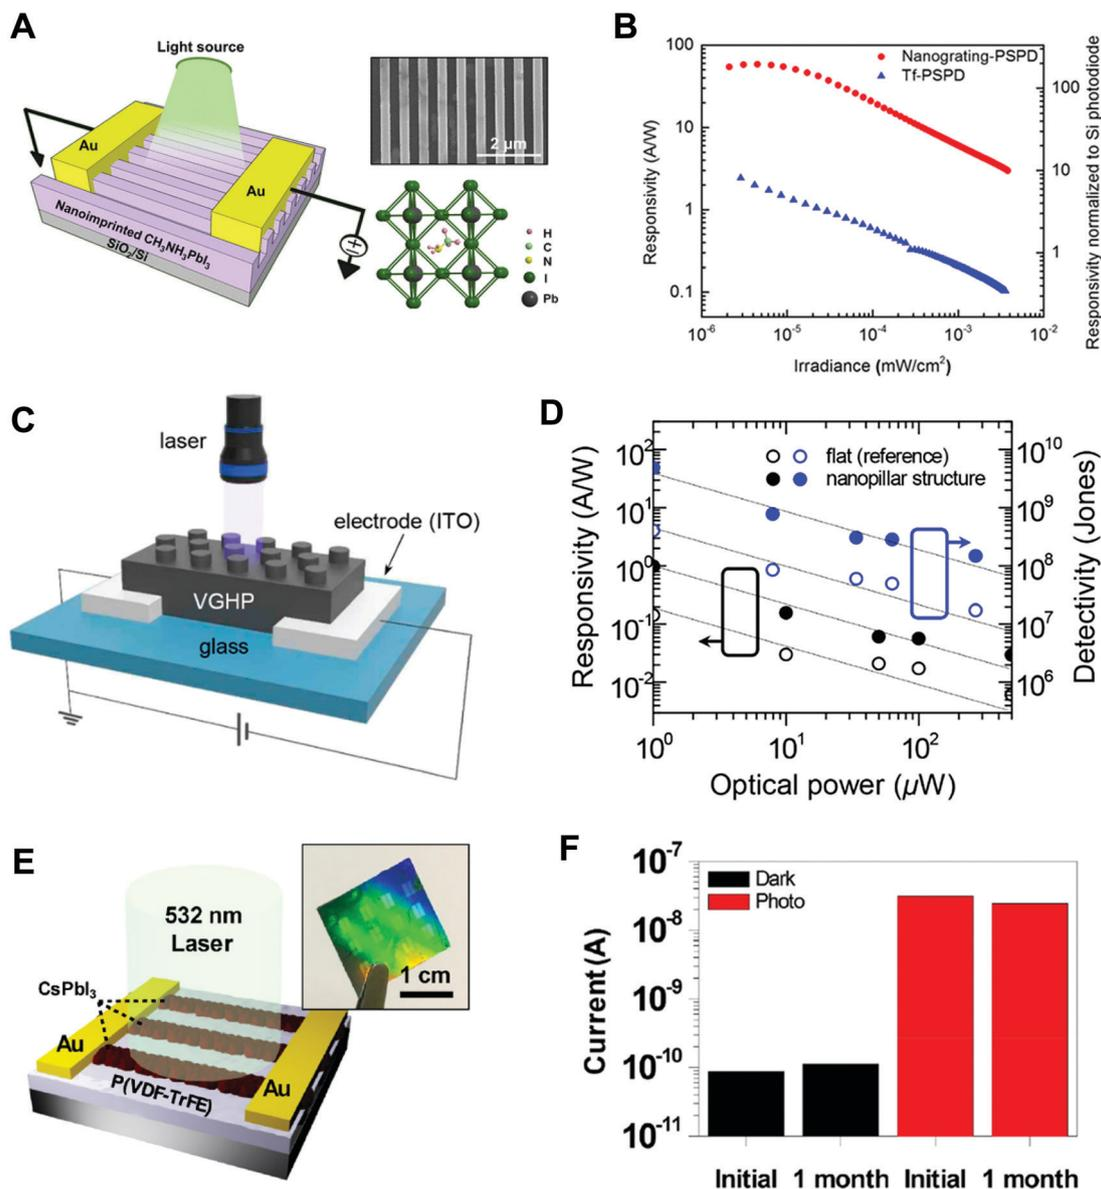 A
Light source
Au
Au
Nanoimprinted CH₃NH₃PbI₃
SiO₂/Si
2 µm
H
C
N
I
Pb
B
Nanograting-PSPD
Tf-PSPD
Responsivity (A/W)
100
10
1
0.1
Responsivity normalized to Si photodiode
100
10
1
10⁻⁶ 10⁻⁵ 10⁻⁴ 10⁻³ 10⁻²
Irradiance (mW/cm²)
C
laser
electrode (ITO)
VGHP
glass
D
flat (reference)
nanopillar structure
Responsivity (A/W)
10²
10¹
10⁰
10⁻¹
10⁻²
Detectivity (Jones)
10¹⁰
10⁹
10⁸
10⁷
10⁶
10⁰ 10¹ 10²
Optical power (µW)
E
532 nm
Laser
1 cm
CsPbI₃
Au
Au
P(VDF-TrFE)
F
Dark
Photo
Current (A)
10⁻⁷
10⁻⁸
10⁻⁹
10⁻¹⁰
10⁻¹¹
Initial 1 month Initial 1 month